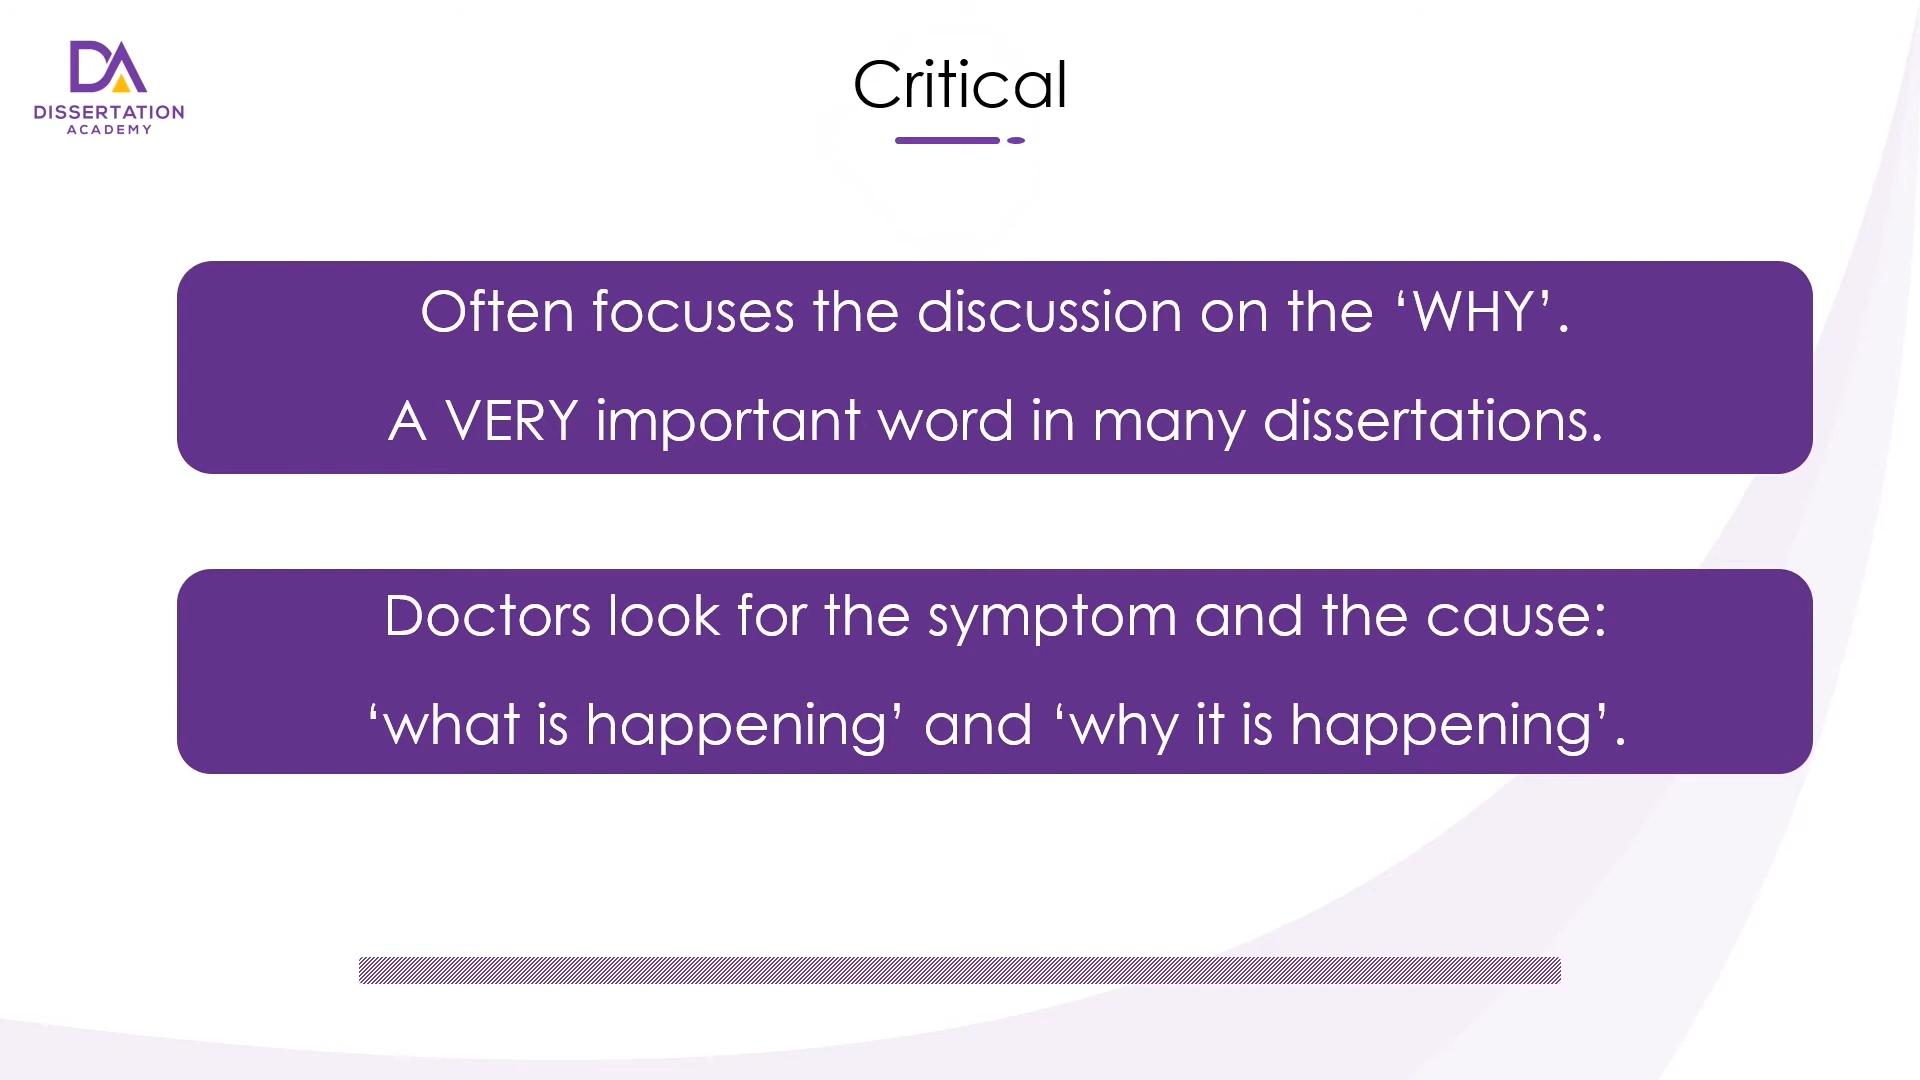 DISSERTATION
ACADEMY
Critical
Often focuses the discussion on the ‘WHY’.
A VERY important word in many dissertations.
Doctors look for the symptom and the cause:
‘what is happening’ and ‘why it is happening’.